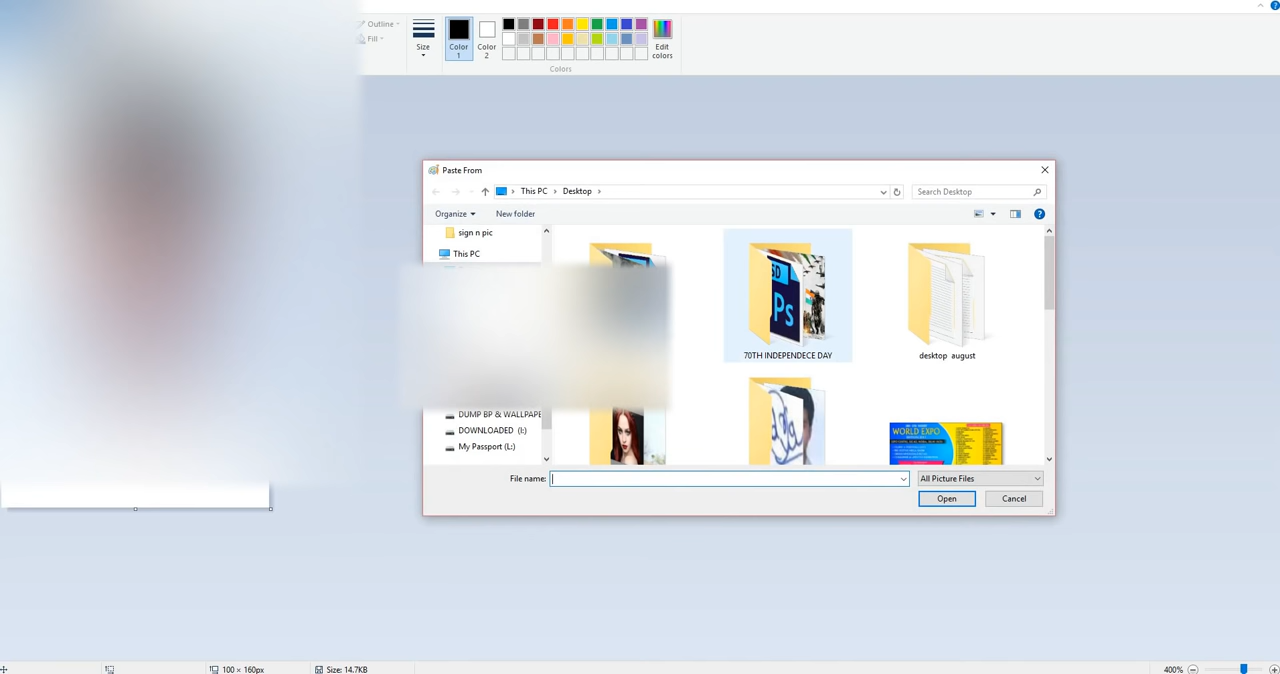 Outline
Fill
Size
Color
1
Color
2
Edit
colors
Colors
Paste From
This PC
Desktop
Search Desktop
Organize
New folder
sign n pic
This PC
SD
Ps
70TH INDEPENDECE DAY
desktop august
DUMP BP & WALLPAPE
DOWNLOADED (I:)
My Passport (L:)
WORLD EXPO
File name:
All Picture Files
Open
Cancel
100 × 160px
Size: 14.7KB
400%